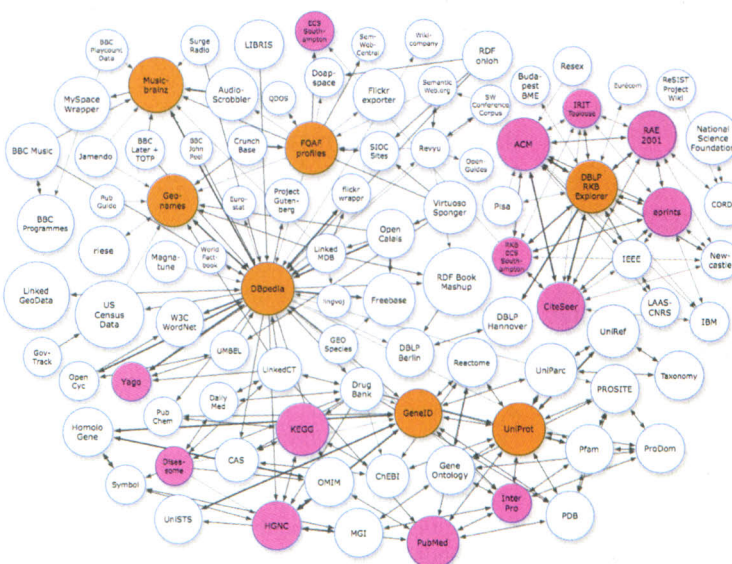 BBC
Playcount
Data
Surge
Radio
LIBRIS
ECS
South-
ampton
Sem-
Web-
Central
Wiki-
company
RDF
ohloh
Music-
brainz
Audio-
Scrobbler
QDOS
Doap-
space
Flickr
exporter
Semantic
Web.org
SW
Conference
Corpus
MySpace
Wrapper
BBC Music
Jamendo
BBC
Later +
TOTP
BBC
John
Peel
Crunch
Base
FOAF
profiles
SIOC
Sites
Revyu
Open
Guides
BBC
Programmes
Pub
Guide
Geo-
names
Euro-
stat
Project
Guten-
berg
flickr
wrappr
Virtuoso
Sponger
riese
Magna-
tune
World
Fact-
book
Linked
MDB
Open
Calais
RDF Book
Mashup
Linked
GeoData
US
Census
Data
DBpedia
lingvoj
Freebase
W3C
WordNet
Gov-
Track
Open
Cyc
Yago
UMBEL
GEO
Species
DBLP
Berlin
DBLP
Hannover
Buda-
pest
BME
Resex
IRIT
Toulouse
Eurécom
ReSIST
Project
Wiki
ACM
RAE
2001
National
Science
Foundation
DBLP
RKB
Explorer
Pisa
eprints
CORD
RKB
ECS
South-
ampton
IEEE
New-
castle
CiteSeer
LAAS-
CNRS
IBM
LinkedCT
Reactome
UniParc
UniRef
Taxonomy
Daily
Med
Drug
Bank
PROSITE
Homolo
Gene
Pub
Chem
KEGG
GeneID
UniProt
Pfam
ProDom
Diseasome
CAS
ChEBI
Gene
Ontology
Symbol
OMIM
Inter
Pro
PDB
UniSTS
HGNC
MGI
PubMed